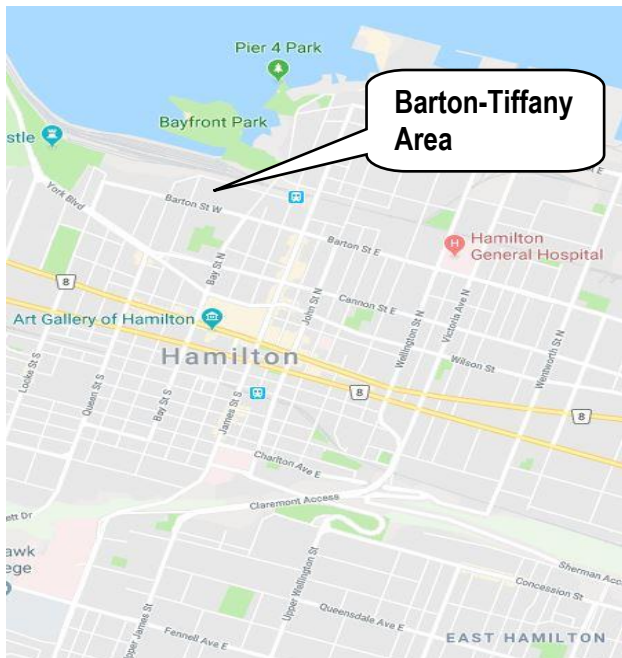 Pier 4 Park
Barton-Tiffany
Area
Bayfront Park
stle
York Blvd
Barton St W
Barton St E
Hamilton
General Hospital
Bay St N
8
Cannon St E
John St N
Victoria Ave N
Wellington St N
Wentworth St N
Art Gallery of Hamilton
Hamilton
Wilson St
Locke St S
Queen St S
Bay St S
James St S
8
8
Charlton Ave E
Claremont Access
ett Dr
awk
ege
Sherman Acc
Concession St
Upper Wellington St
Queensdale Ave E
Upper James St
Fennell Ave E
EAST HAMILTON
H